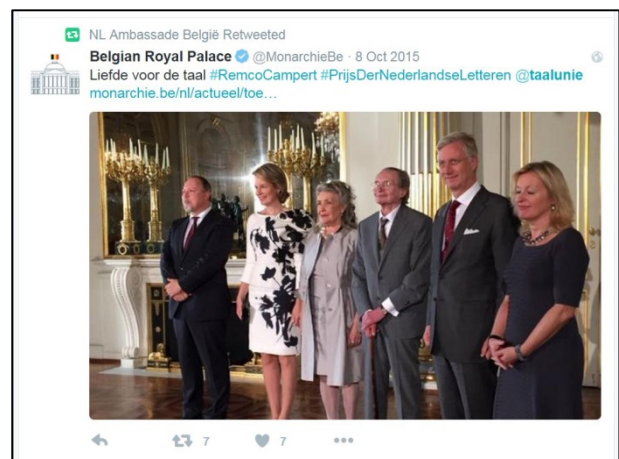 NL Ambassade België Retweeted
Belgian Royal Palace @MonarchieBe · 8 Oct 2015
Liefde voor de taal #RemcoCampert #PrijsDerNederlandseLetteren @taalunie
monarchie.be/nl/actueel/toe…
7 7